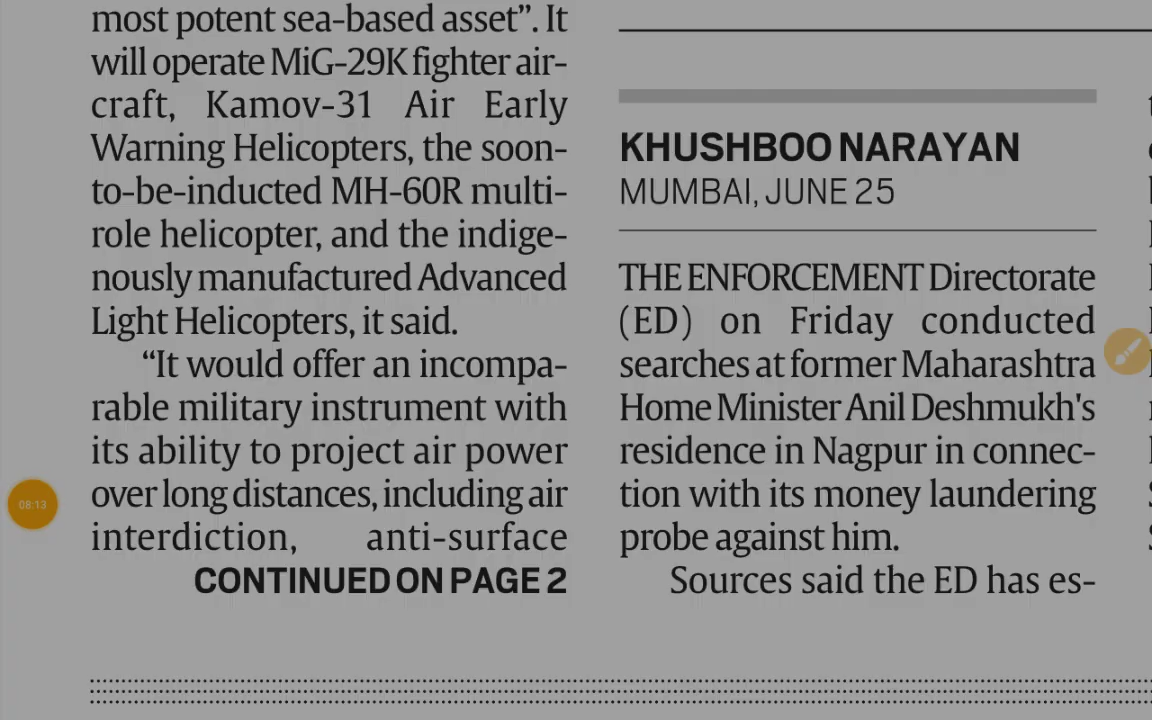 most potent sea-based asset”. It
will operate MiG-29K fighter air-
craft, Kamov-31 Air Early
Warning Helicopters, the soon-
to-be-inducted MH-60R multi-
role helicopter, and the indige-
nously manufactured Advanced
Light Helicopters, it said.
“It would offer an incompa-
rable military instrument with
its ability to project air power
over long distances, including air
interdiction, anti-surface
CONTINUED ON PAGE 2
KHUSHBOO NARAYAN
MUMBAI, JUNE 25
THE ENFORCEMENT Directorate
(ED) on Friday conducted
searches at former Maharashtra
Home Minister Anil Deshmukh's
residence in Nagpur in connec-
tion with its money laundering
probe against him.
Sources said the ED has es-
08:13